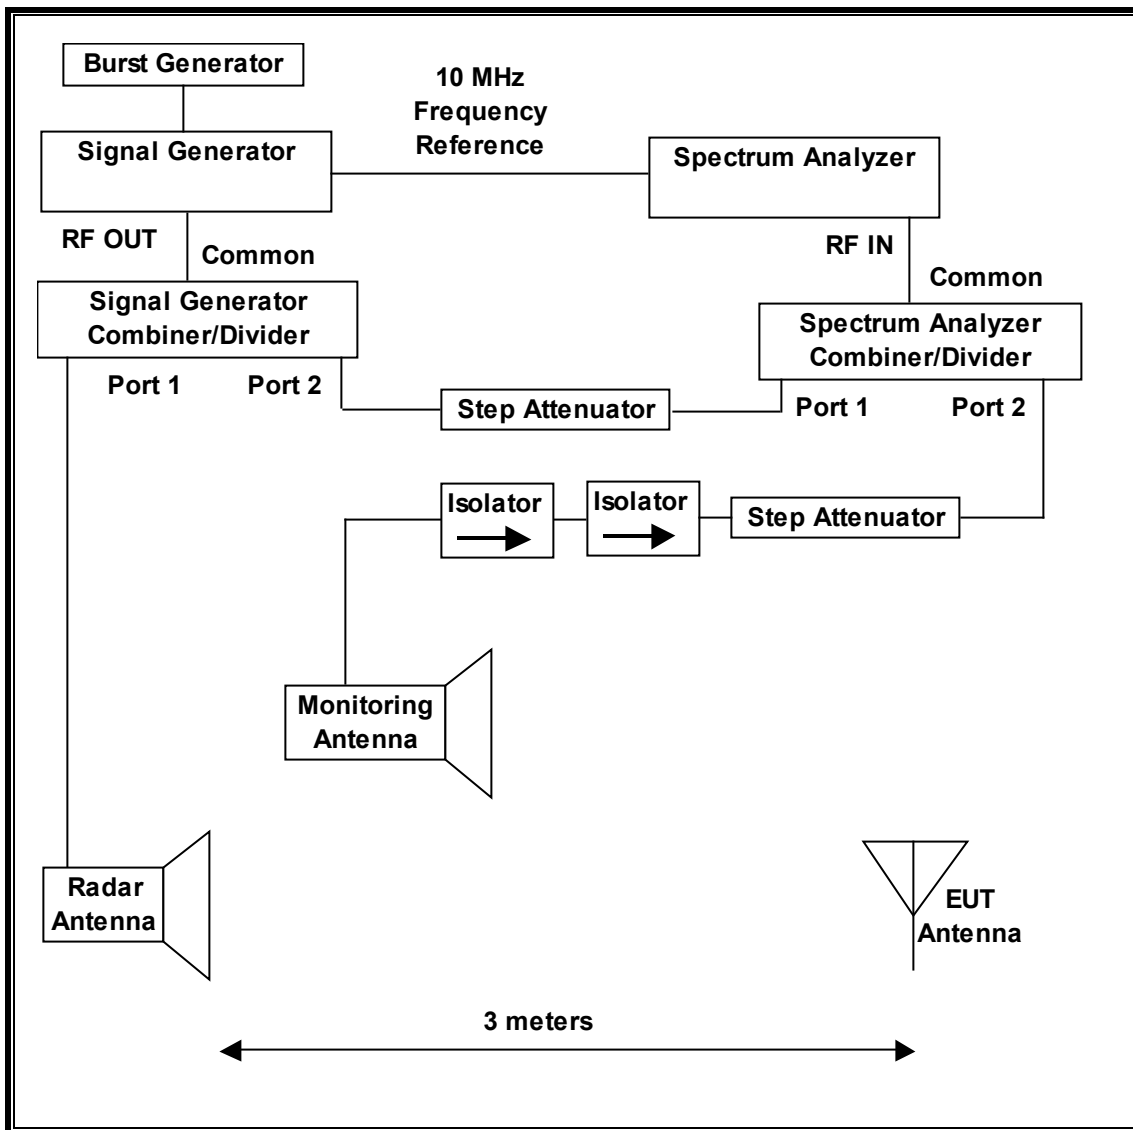 Burst Generator
10 MHz
Frequency
Reference
Signal Generator
Spectrum Analyzer
RF OUT
Common
RF IN
Common
Signal Generator
Combiner/Divider
Spectrum Analyzer
Combiner/Divider
Port 1
Port 2
Step Attenuator
Port 1
Port 2
Isolator
Isolator
Step Attenuator
Monitoring
Antenna
Radar
Antenna
EUT
Antenna
3 meters